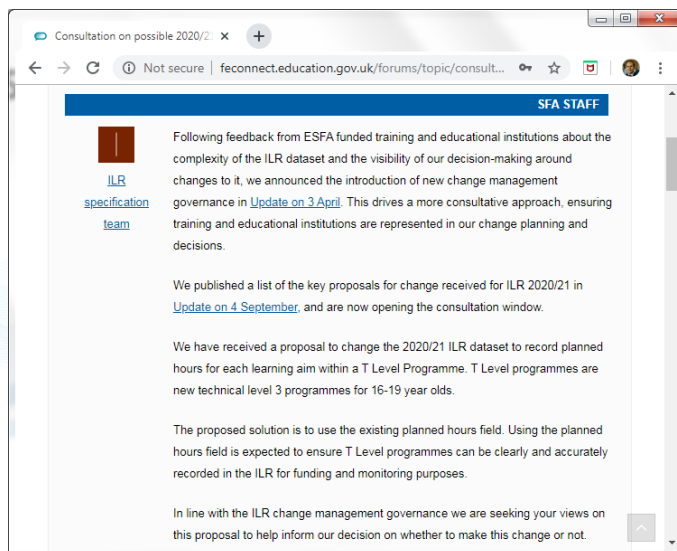 Consultation on possible 2020/2
Not secure | feconnect.education.gov.uk/forums/topic/consult...
SFA STAFF
ILR
specification
team
Following feedback from ESFA funded training and educational institutions about the
complexity of the ILR dataset and the visibility of our decision-making around
changes to it, we announced the introduction of new change management
governance in Update on 3 April. This drives a more consultative approach, ensuring
training and educational institutions are represented in our change planning and
decisions.
We published a list of the key proposals for change received for ILR 2020/21 in
Update on 4 September, and are now opening the consultation window.
We have received a proposal to change the 2020/21 ILR dataset to record planned
hours for each learning aim within a T Level Programme. T Level programmes are
new technical level 3 programmes for 16-19 year olds.
The proposed solution is to use the existing planned hours field. Using the planned
hours field is expected to ensure T Level programmes can be clearly and accurately
recorded in the ILR for funding and monitoring purposes.
In line with the ILR change management governance we are seeking your views on
this proposal to help inform our decision on whether to make this change or not.